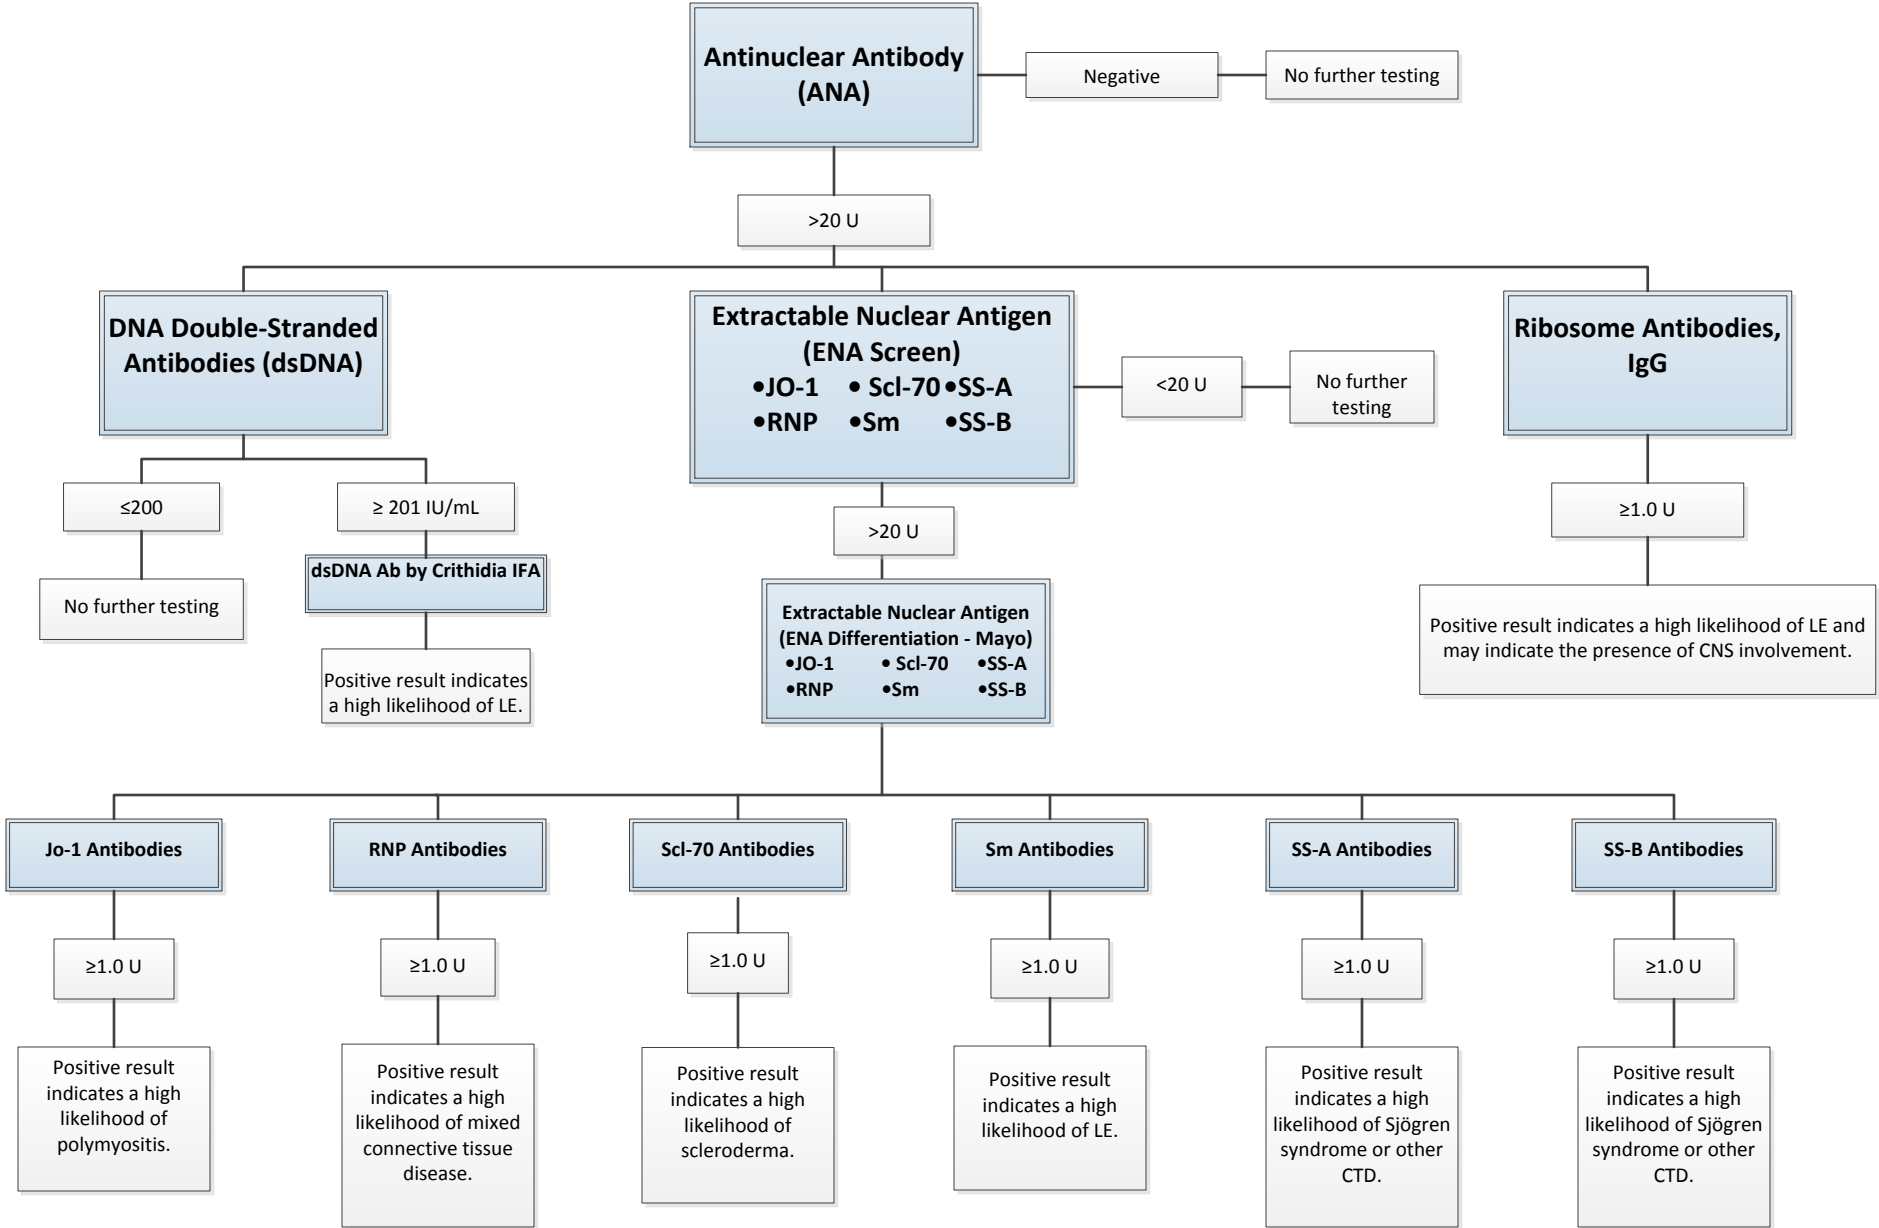 Antinuclear Antibody
(ANA)
Negative
No further testing
>20 U
DNA Double-Stranded
Antibodies (dsDNA)
≤200
≥ 201 IU/mL
No further testing
dsDNA Ab by Crithidia IFA
Positive result indicates
a high likelihood of LE.
Extractable Nuclear Antigen
(ENA Screen)
•JO-1 • Scl-70 •SS-A
•RNP •Sm •SS-B
<20 U
No further
testing
>20 U
Extractable Nuclear Antigen
(ENA Differentiation - Mayo)
•JO-1 • Scl-70 •SS-A
•RNP •Sm •SS-B
Ribosome Antibodies,
IgG
≥1.0 U
Positive result indicates a high likelihood of LE and
may indicate the presence of CNS involvement.
Jo-1 Antibodies
≥1.0 U
Positive result
indicates a high
likelihood of
polymyositis.
RNP Antibodies
≥1.0 U
Positive result
indicates a high
likelihood of mixed
connective tissue
disease.
Scl-70 Antibodies
≥1.0 U
Positive result
indicates a high
likelihood of
scleroderma.
Sm Antibodies
≥1.0 U
Positive result
indicates a high
likelihood of LE.
SS-A Antibodies
≥1.0 U
Positive result
indicates a high
likelihood of Sjögren
syndrome or other
CTD.
SS-B Antibodies
≥1.0 U
Positive result
indicates a high
likelihood of Sjögren
syndrome or other
CTD.